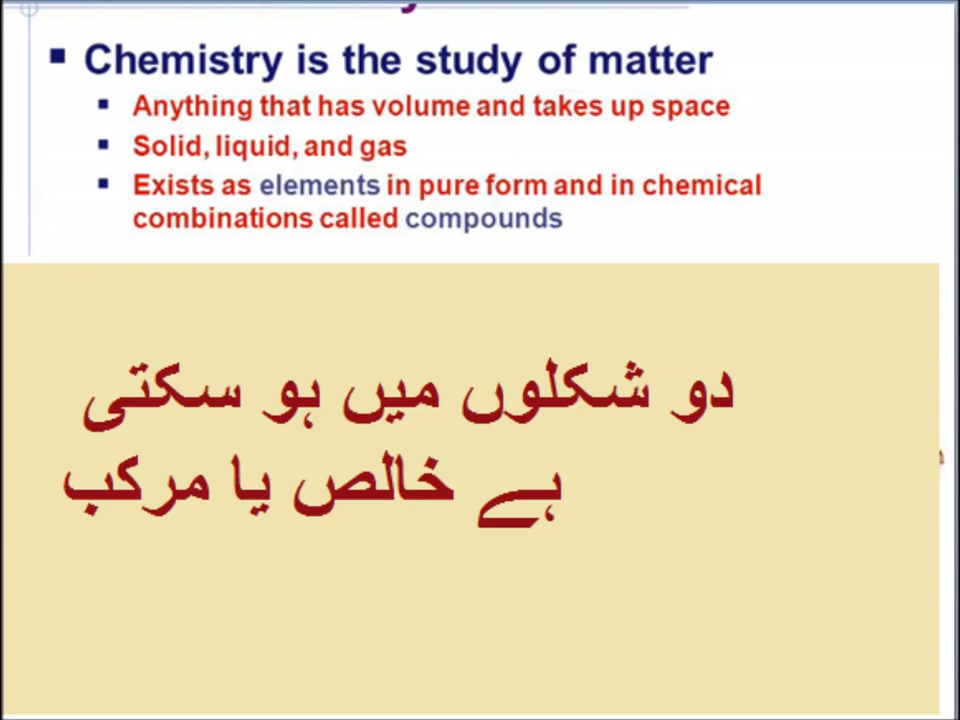 Chemistry is the study of matter
Anything that has volume and takes up space
Solid, liquid, and gas
Exists as elements in pure form and in chemical
combinations called compounds
دو شکلوں میں ہو سکتی
ہے خالص یا مرکب